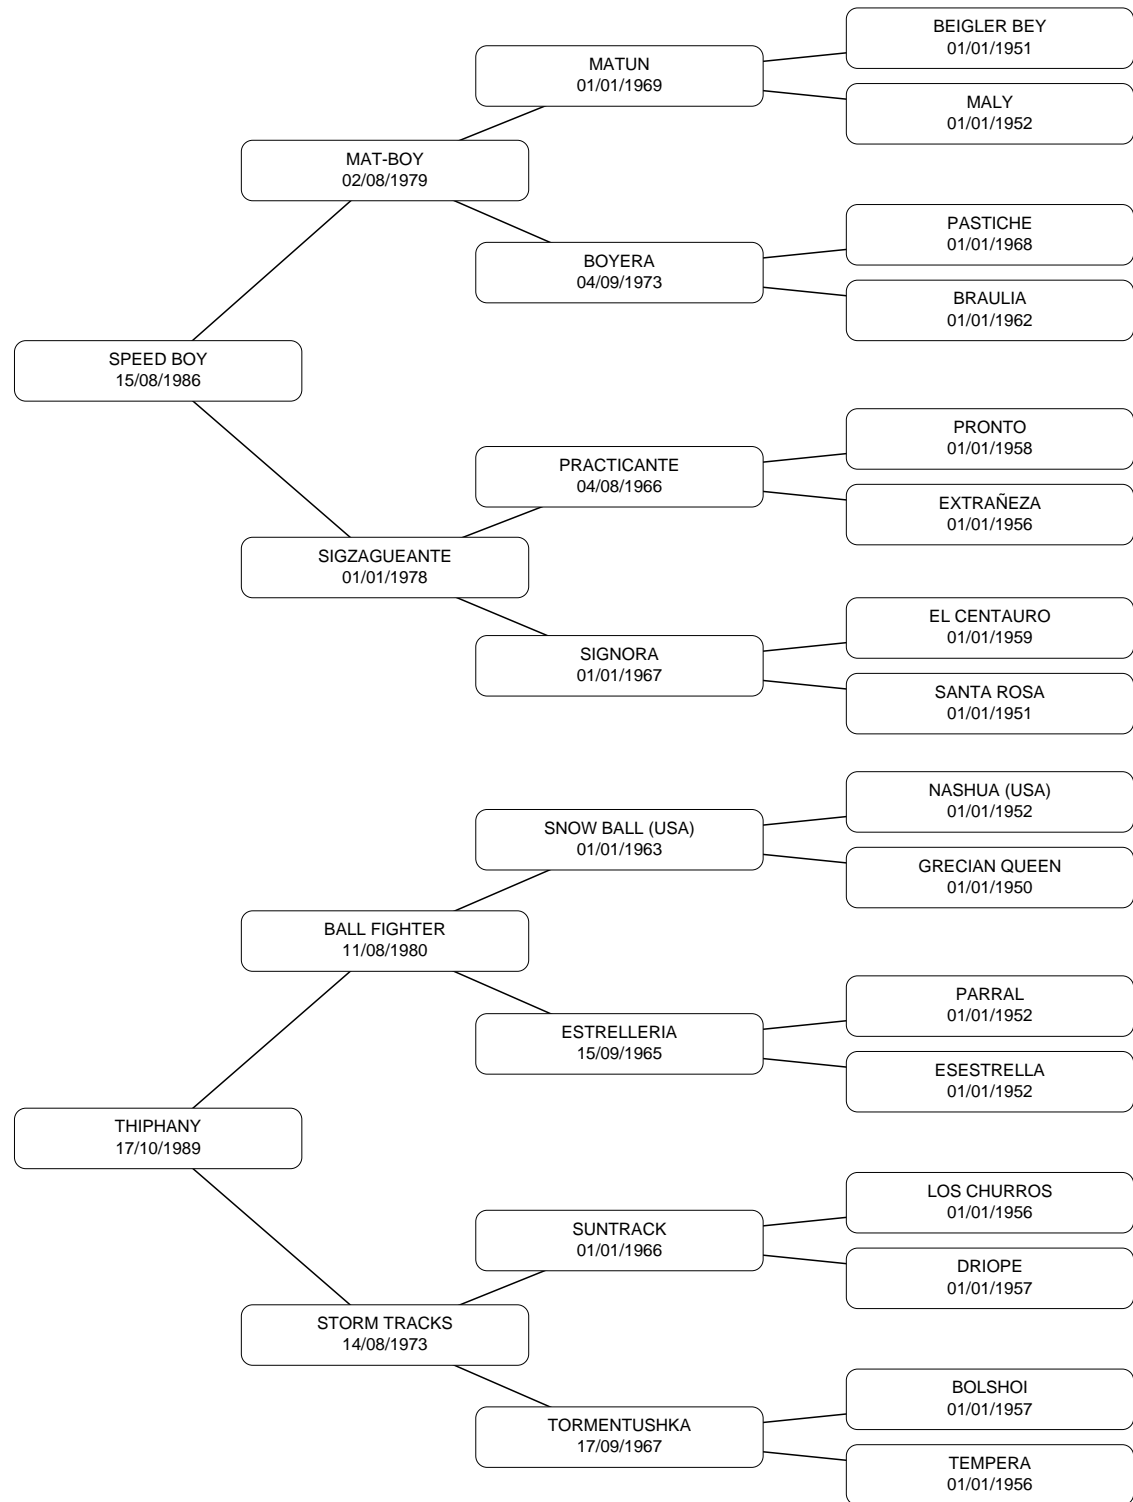 BEIGLER BEY
01/01/1951
MATUN
01/01/1969
MALY
01/01/1952
MAT-BOY
02/08/1979
PASTICHE
01/01/1968
BOYERA
04/09/1973
BRAULIA
01/01/1962
SPEED BOY
15/08/1986
PRONTO
01/01/1958
PRACTICANTE
04/08/1966
EXTRAÑEZA
01/01/1956
SIGZAGUEANTE
01/01/1978
EL CENTAURO
01/01/1959
SIGNORA
01/01/1967
SANTA ROSA
01/01/1951
NASHUA (USA)
01/01/1952
SNOW BALL (USA)
01/01/1963
GRECIAN QUEEN
01/01/1950
BALL FIGHTER
11/08/1980
PARRAL
01/01/1952
ESTRELLERIA
15/09/1965
ESESTRELLA
01/01/1952
THIPHANY
17/10/1989
LOS CHURROS
01/01/1956
SUNTRACK
01/01/1966
DRIOPE
01/01/1957
STORM TRACKS
14/08/1973
BOLSHOI
01/01/1957
TORMENTUSHKA
17/09/1967
TEMPERA
01/01/1956